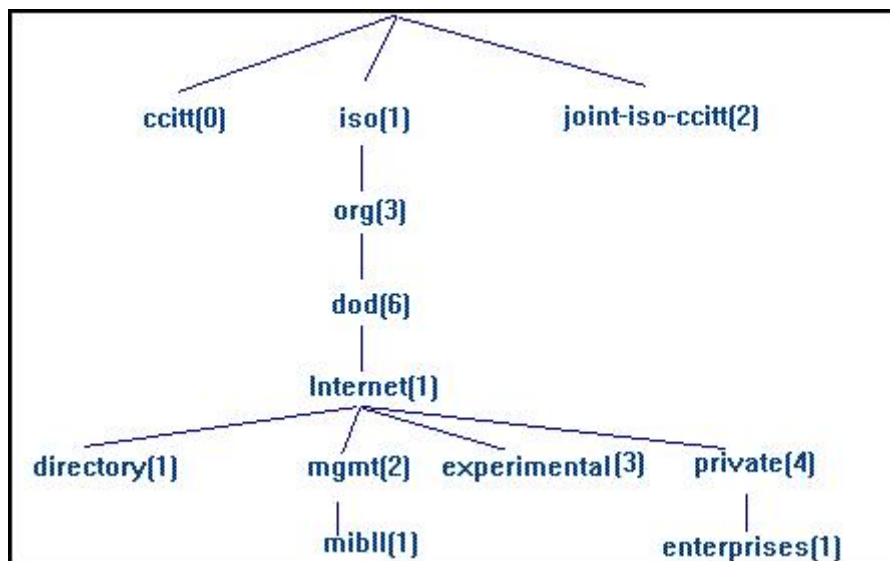 ccitt(0) iso(1) joint-iso-ccitt(2)
org(3)
dod(6)
Internet(1)
directory(1) mgmt(2) experimental(3) private(4)
mibII(1) enterprises(1)